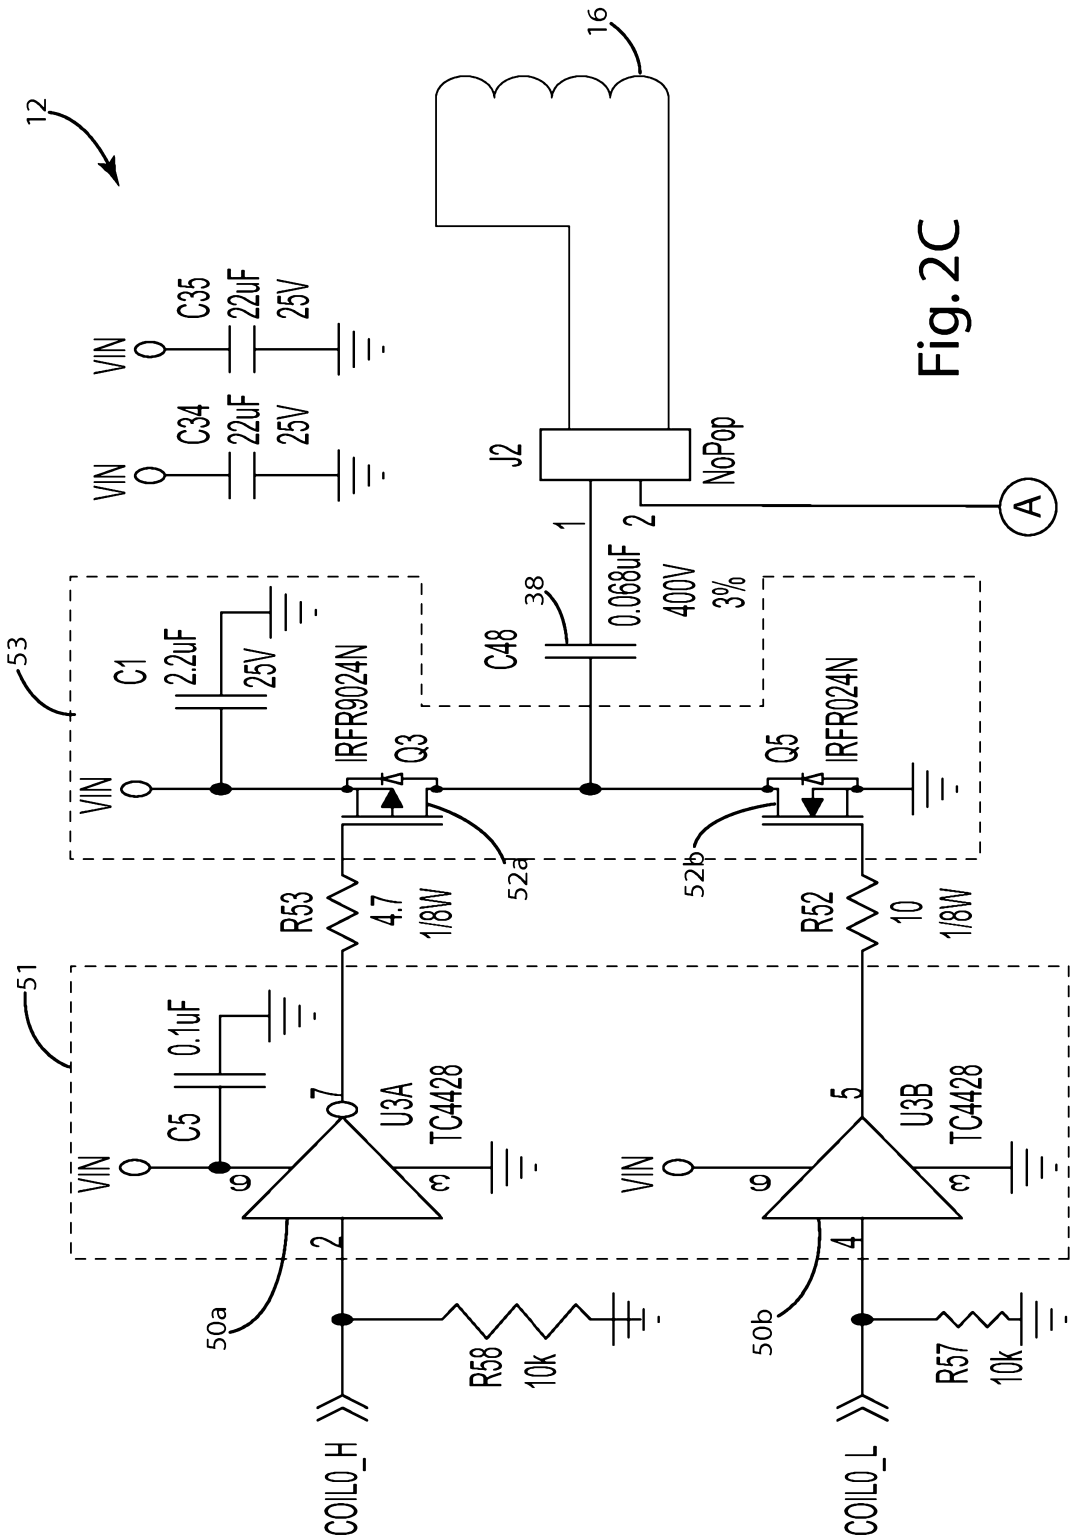 12
16
VIN
C34
22uF
25V
VIN
C35
22uF
25V
53
VIN
C1
2.2uF
25V
IRFR9024N
Q3
52a
C48
38
0.068uF
400V
3%
1
2
J2
NoPop
A
52b
Q5
IRFR024N
R53
4.7
1/8W
R52
10
1/8W
51
VIN
C5
0.1uF
6
7
U3A
TC4428
3
2
50a
VIN
6
5
U3B
TC4428
3
4
50b
R58
10k
R57
10k
COIL0_H
COIL0_L
Fig. 2C